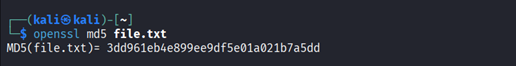 ┌──(kali㉿kali)-[~]
└─$ openssl md5 file.txt
MD5(file.txt)= 3dd961eb4e899ee9df5e01a021b7a5dd